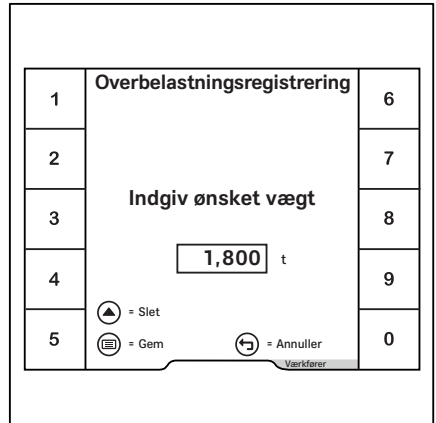 Overbelastningsregistrering
1
6
2
7
Indgiv ønsket vægt
3
8
1,800 t
4
9
= Slet
5
= Gem
= Annuller
0
Værkfører